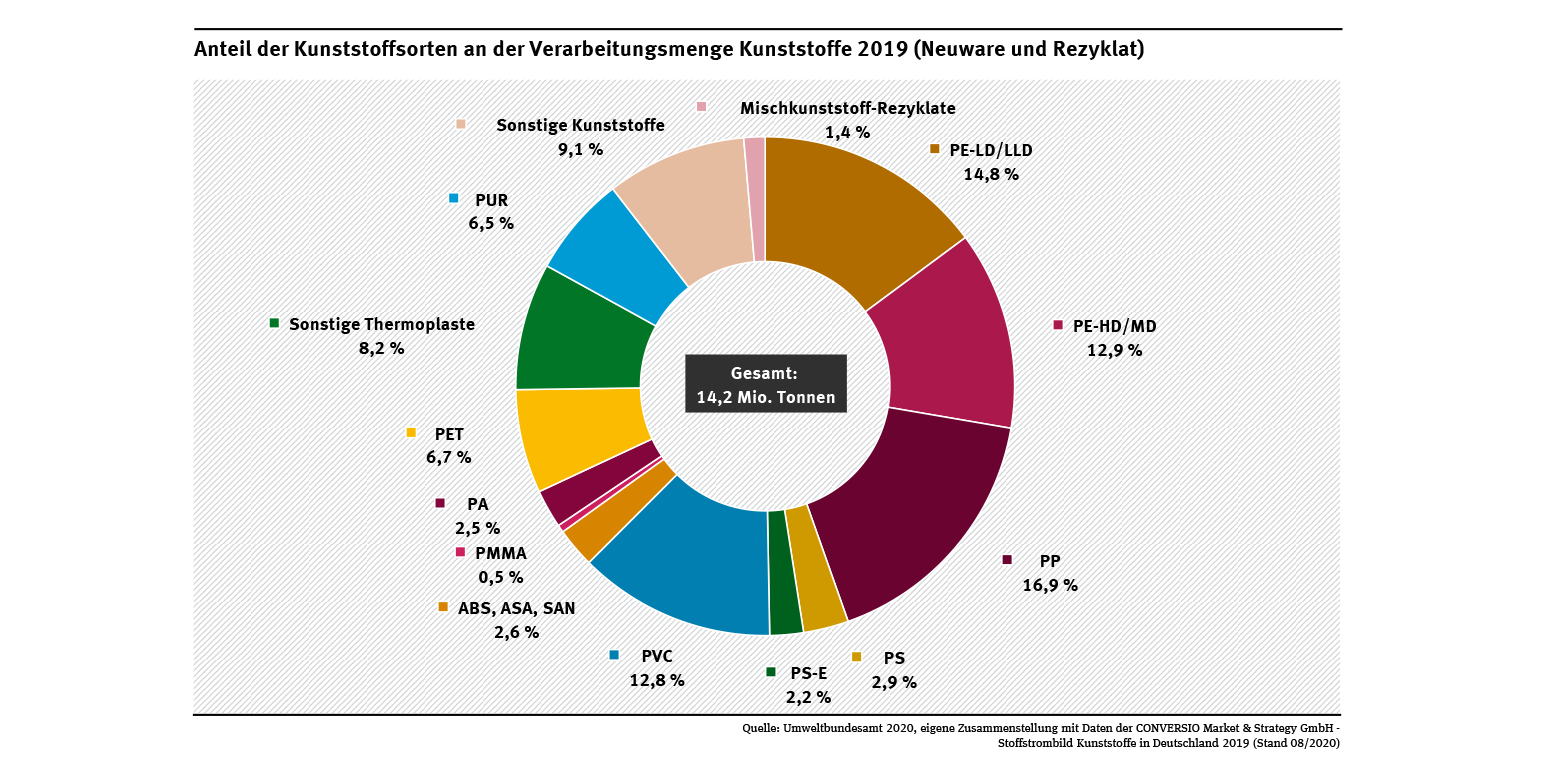 Anteil der Kunststoffsorten an der Verarbeitungsmenge Kunststoffe 2019 (Neuware und Rezyklat)
Mischkunststoff-Rezyklate
1,4 %
PE-LD/LLD
14,8 %
PE-HD/MD
12,9 %
PP
16,9 %
PS
2,9 %
PS-E
2,2 %
PVC
12,8 %
ABS, ASA, SAN
2,6 %
PMMA
0,5 %
PA
2,5 %
PET
6,7 %
Sonstige Thermoplaste
8,2 %
PUR
6,5 %
Sonstige Kunststoffe
9,1 %
Gesamt:
14,2 Mio. Tonnen
Quelle: Umweltbundesamt 2020, eigene Zusammenstellung mit Daten der CONVERSIO Market & Strategy GmbH -
Stoffstrombild Kunststoffe in Deutschland 2019 (Stand 08/2020)